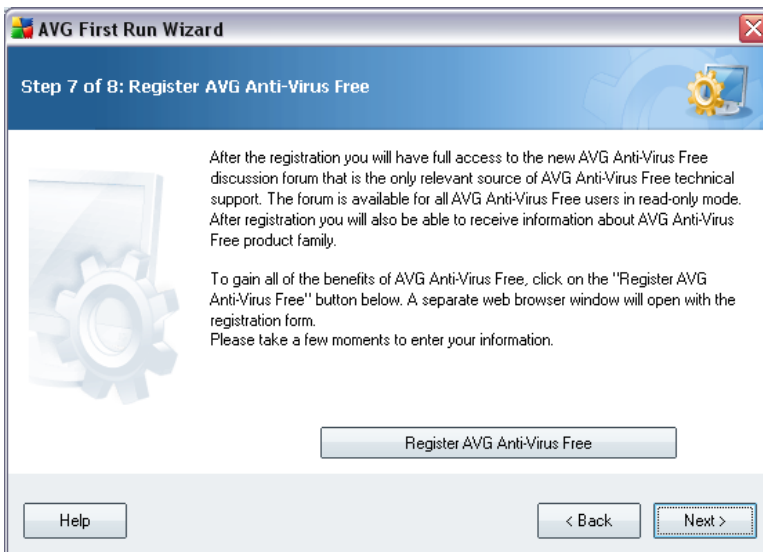 AVG First Run Wizard
Step 7 of 8: Register AVG Anti-Virus Free
After the registration you will have full access to the new AVG Anti-Virus Free
discussion forum that is the only relevant source of AVG Anti-Virus Free technical
support. The forum is available for all AVG Anti-Virus Free users in read-only mode.
After registration you will also be able to receive information about AVG Anti-Virus
Free product family.
To gain all of the benefits of AVG Anti-Virus Free, click on the "Register AVG
Anti-Virus Free" button below. A separate web browser window will open with the
registration form.
Please take a few moments to enter your information.
Register AVG Anti-Virus Free
Help
< Back
Next >